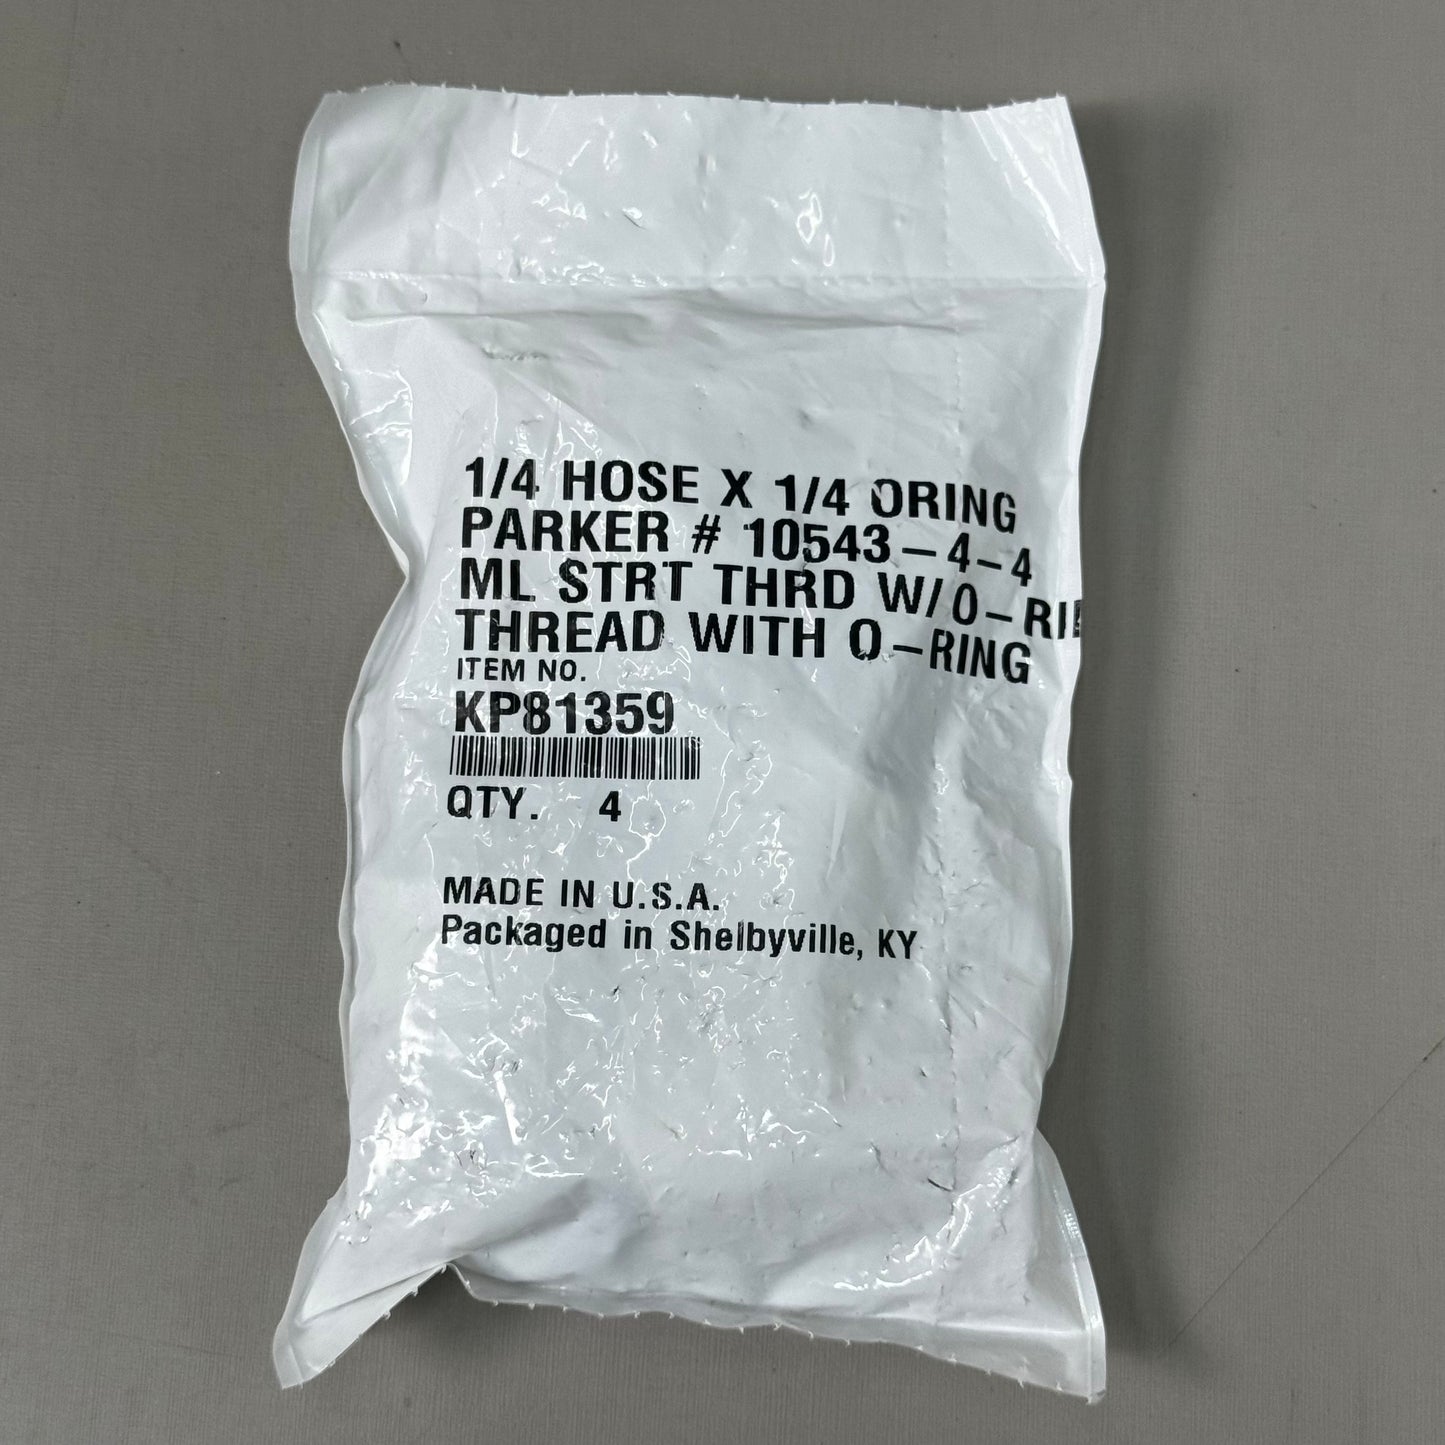 1/4 HOSE X 1/4 ORING
PARKER # 10543-4-4
ML STRT THRD W/O-RI
THREAD WITH O-RING
ITEM NO.
KP81359
QTY. 4
MADE IN U.S.A.
Packaged in Shelbyville, KY